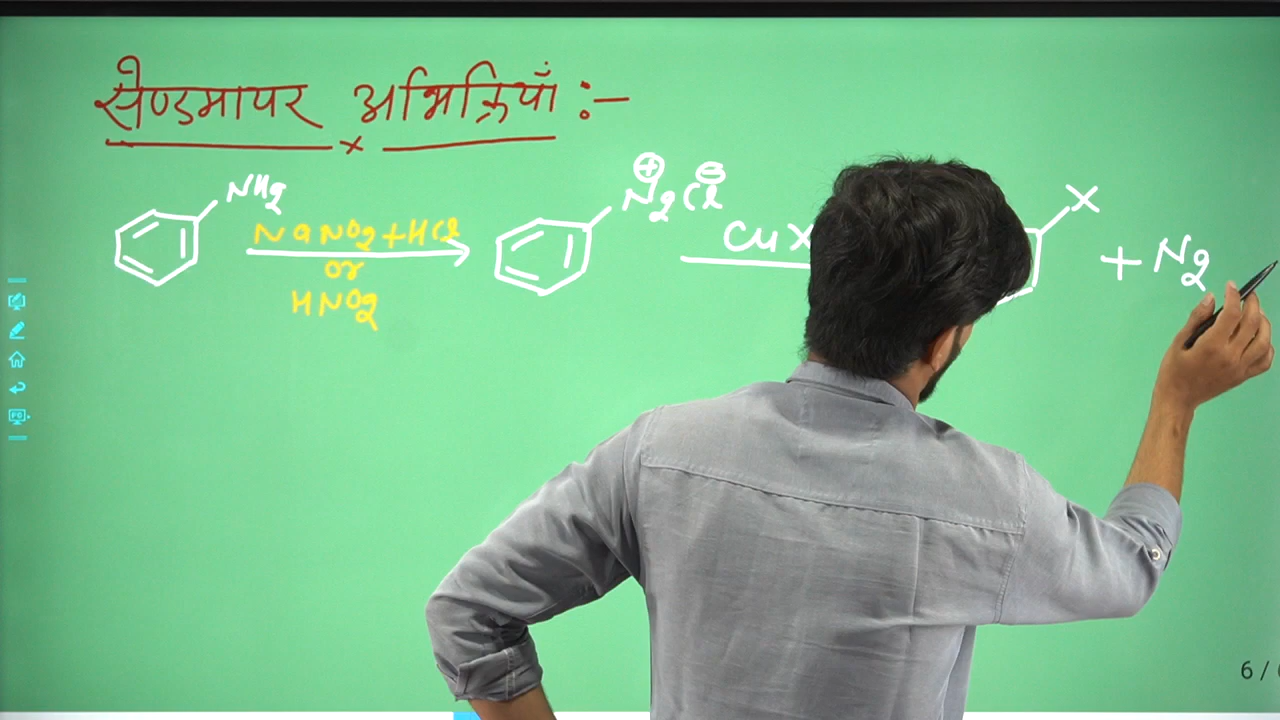 सैण्डमायर अभिक्रियाँ :-
NH2 N2 Cl X
NaNO2+HCl CuX + N2
or
HNO2
6 /